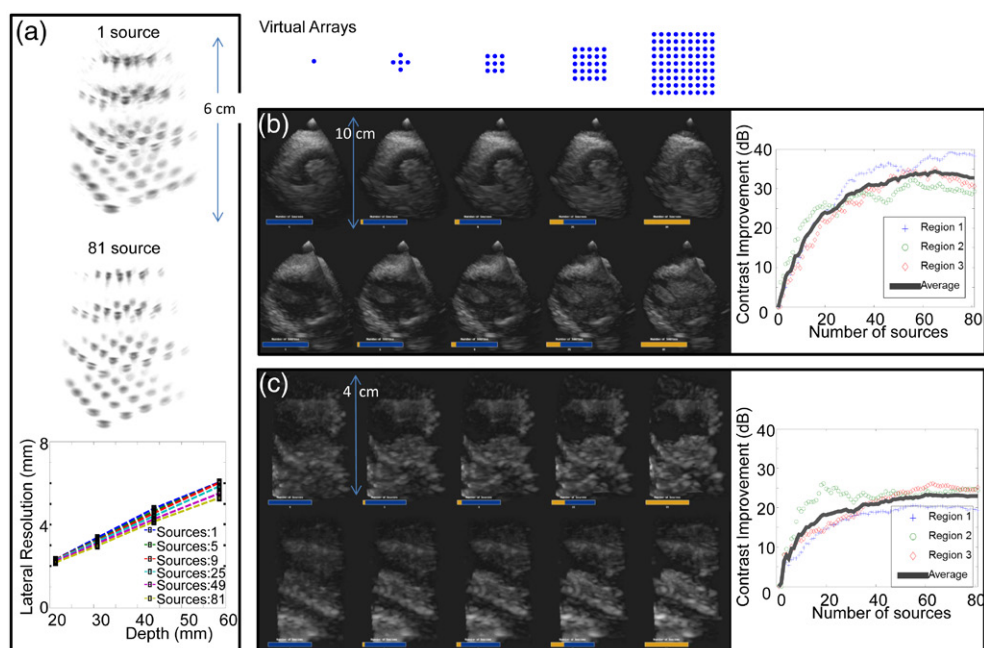 (a)
1 source
6 cm
81 source
8
4
0
Lateral Resolution (mm)
Sources:1
Sources:5
Sources:9
Sources:25
Sources:49
Sources:81
20 30 40 50 60
Depth (mm)
Virtual Arrays
(b)
10 cm
Contrast Improvement (dB)
40
30
20
10
0
Region 1
Region 2
Region 3
Average
0 20 40 60 80
Number of sources
(c)
4 cm
Contrast Improvement (dB)
40
30
20
10
0
Region 1
Region 2
Region 3
Average
0 20 40 60 80
Number of sources